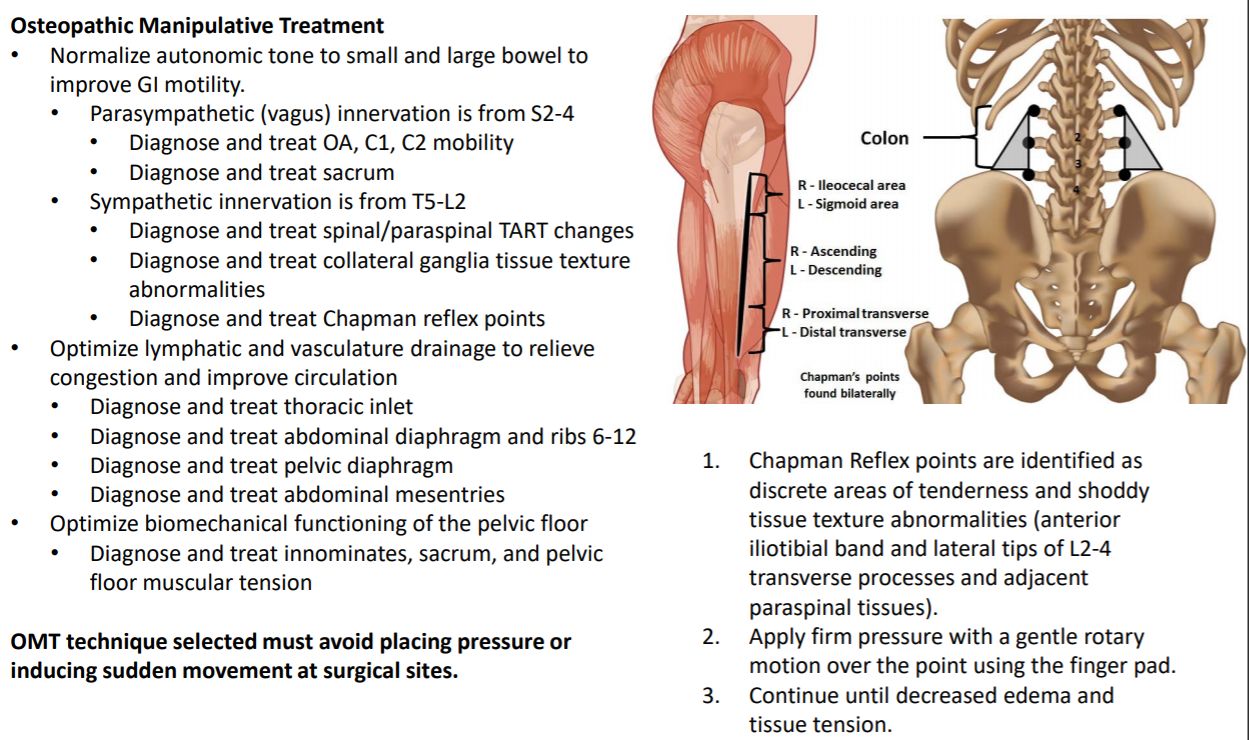 Osteopathic Manipulative Treatment
• Normalize autonomic tone to small and large bowel to
improve GI motility.
• Parasympathetic (vagus) innervation is from S2-4
• Diagnose and treat OA, C1, C2 mobility
• Diagnose and treat sacrum
• Sympathetic innervation is from T5-L2
• Diagnose and treat spinal/paraspinal TART changes
• Diagnose and treat collateral ganglia tissue texture
abnormalities
• Diagnose and treat Chapman reflex points
• Optimize lymphatic and vasculature drainage to relieve
congestion and improve circulation
• Diagnose and treat thoracic inlet
• Diagnose and treat abdominal diaphragm and ribs 6-12
• Diagnose and treat pelvic diaphragm
• Diagnose and treat abdominal mesentries
• Optimize biomechanical functioning of the pelvic floor
• Diagnose and treat innominates, sacrum, and pelvic
floor muscular tension
OMT technique selected must avoid placing pressure or
inducing sudden movement at surgical sites.
Colon
2
3
4
R - Ileocecal area
L - Sigmoid area
R - Ascending
L - Descending
R - Proximal transverse
L - Distal transverse
Chapman's points
found bilaterally
1. Chapman Reflex points are identified as
discrete areas of tenderness and shoddy
tissue texture abnormalities (anterior
iliotibial band and lateral tips of L2-4
transverse processes and adjacent
paraspinal tissues).
2. Apply firm pressure with a gentle rotary
motion over the point using the finger pad.
3. Continue until decreased edema and
tissue tension.